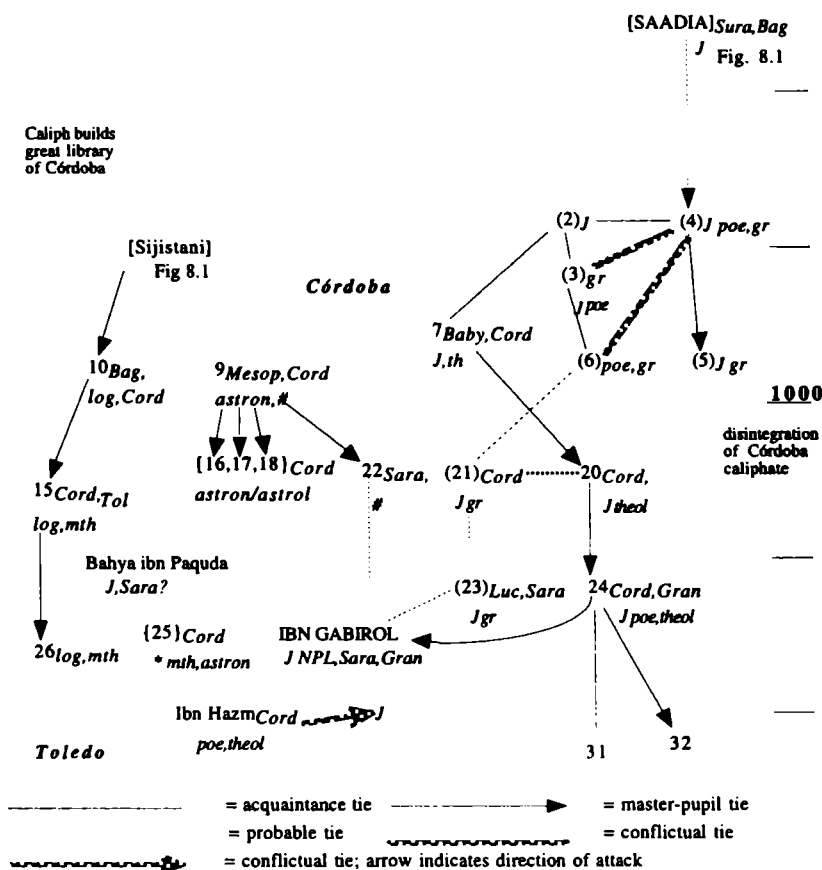 [SAADIA]Sura,Bag
J Fig. 8.1
Caliph builds
great library
of Córdoba
(2)J (4)J poe,gr
[Sijistani]
Fig 8.1
(3)gr
J poe
Córdoba
7Baby,Cord
J,th
(6)poe,gr (5)J gr
10Bag,
log,Cord
9Mesop,Cord
astron,#
1000
disintegration
of Córdoba
caliphate
{16,17,18}Cord
astron/astrol
22Sara,
#
(21)Cord
J gr
20Cord,
J theol
15Cord,Tol
log,mth
Bahya ibn Paquda
J,Sara?
(23)Luc,Sara
J gr
24Cord,Gran
J poe,theol
26log,mth
{25}Cord
*mth,astron
IBN GABIROL
J NPL,Sara,Gran
Ibn HazmCord J
poe,theol
Toledo
31 32
= acquaintance tie = master-pupil tie
= probable tie = conflictual tie
= conflictual tie; arrow indicates direction of attack